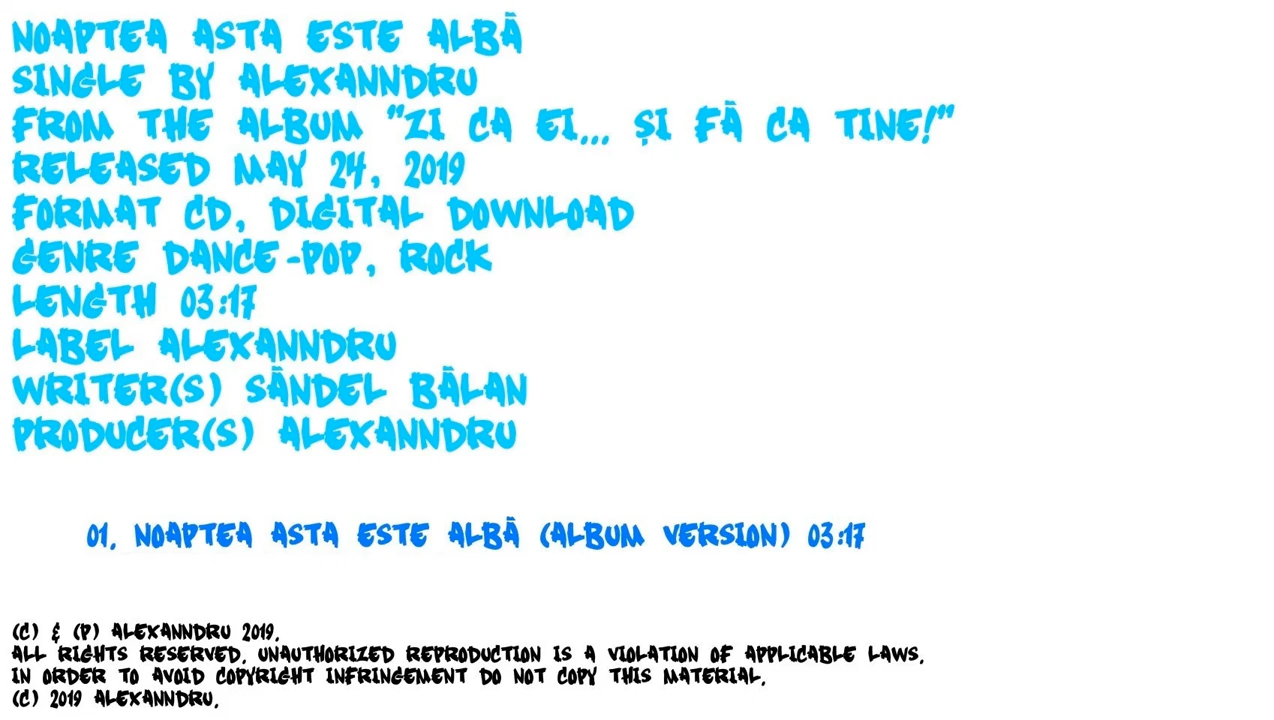 NOAPTEA ASTA ESTE ALBĂ
SINGLE BY ALEXANNDRU
FROM THE ALBUM "ZI CA EI... ȘI FĂ CA TINE!"
RELEASED MAY 24, 2019
FORMAT CD, DIGITAL DOWNLOAD
GENRE DANCE-POP, ROCK
LENGTH 03:17
LABEL ALEXANNDRU
WRITER(S) SĂNDEL BĂLAN
PRODUCER(S) ALEXANNDRU
01. NOAPTEA ASTA ESTE ALBĂ (ALBUM VERSION) 03:17
(C) & (P) ALEXANNDRU 2019.
ALL RIGHTS RESERVED. UNAUTHORIZED REPRODUCTION IS A VIOLATION OF APPLICABLE LAWS.
IN ORDER TO AVOID COPYRIGHT INFRINGEMENT DO NOT COPY THIS MATERIAL.
(C) 2019 ALEXANNDRU.